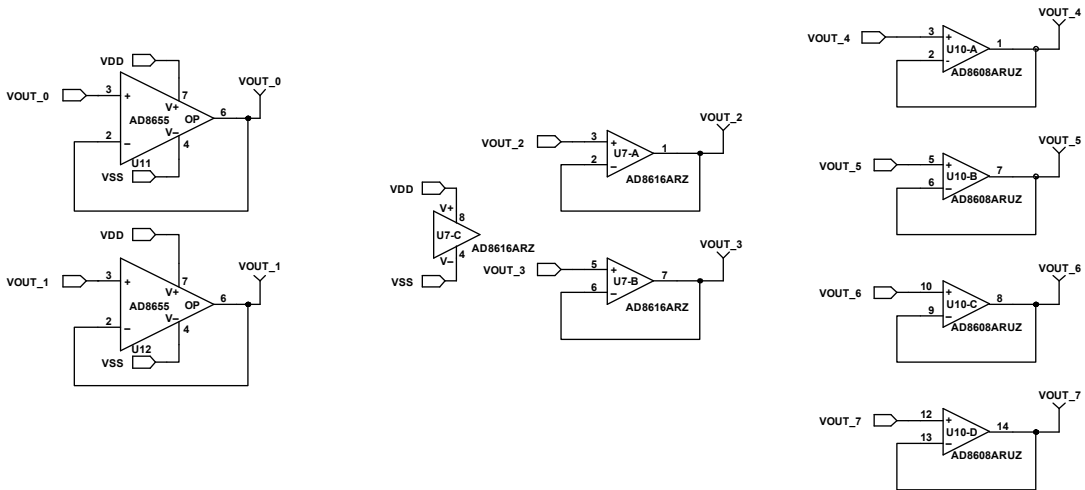 VDD
VOUT_0
VOUT_0
3
+
7
V+
AD8655
OP
6
2
−
V−
4
U11
VSS
VDD
VOUT_1
VOUT_1
3
+
7
V+
AD8655
OP
6
2
−
V−
4
U12
VSS
VDD
V+
8
U7-C
AD8616ARZ
V−
4
VSS
VOUT_2
VOUT_2
3
+
U7-A
1
2
−
AD8616ARZ
VOUT_3
VOUT_3
5
+
U7-B
7
6
−
AD8616ARZ
VOUT_4
VOUT_4
3
+
U10-A
1
2
-
AD8608ARUZ
VOUT_5
VOUT_5
5
+
U10-B
7
6
−
AD8608ARUZ
VOUT_6
VOUT_6
10
+
U10-C
8
9
−
AD8608ARUZ
VOUT_7
VOUT_7
12
+
U10-D
14
13
−
AD8608ARUZ